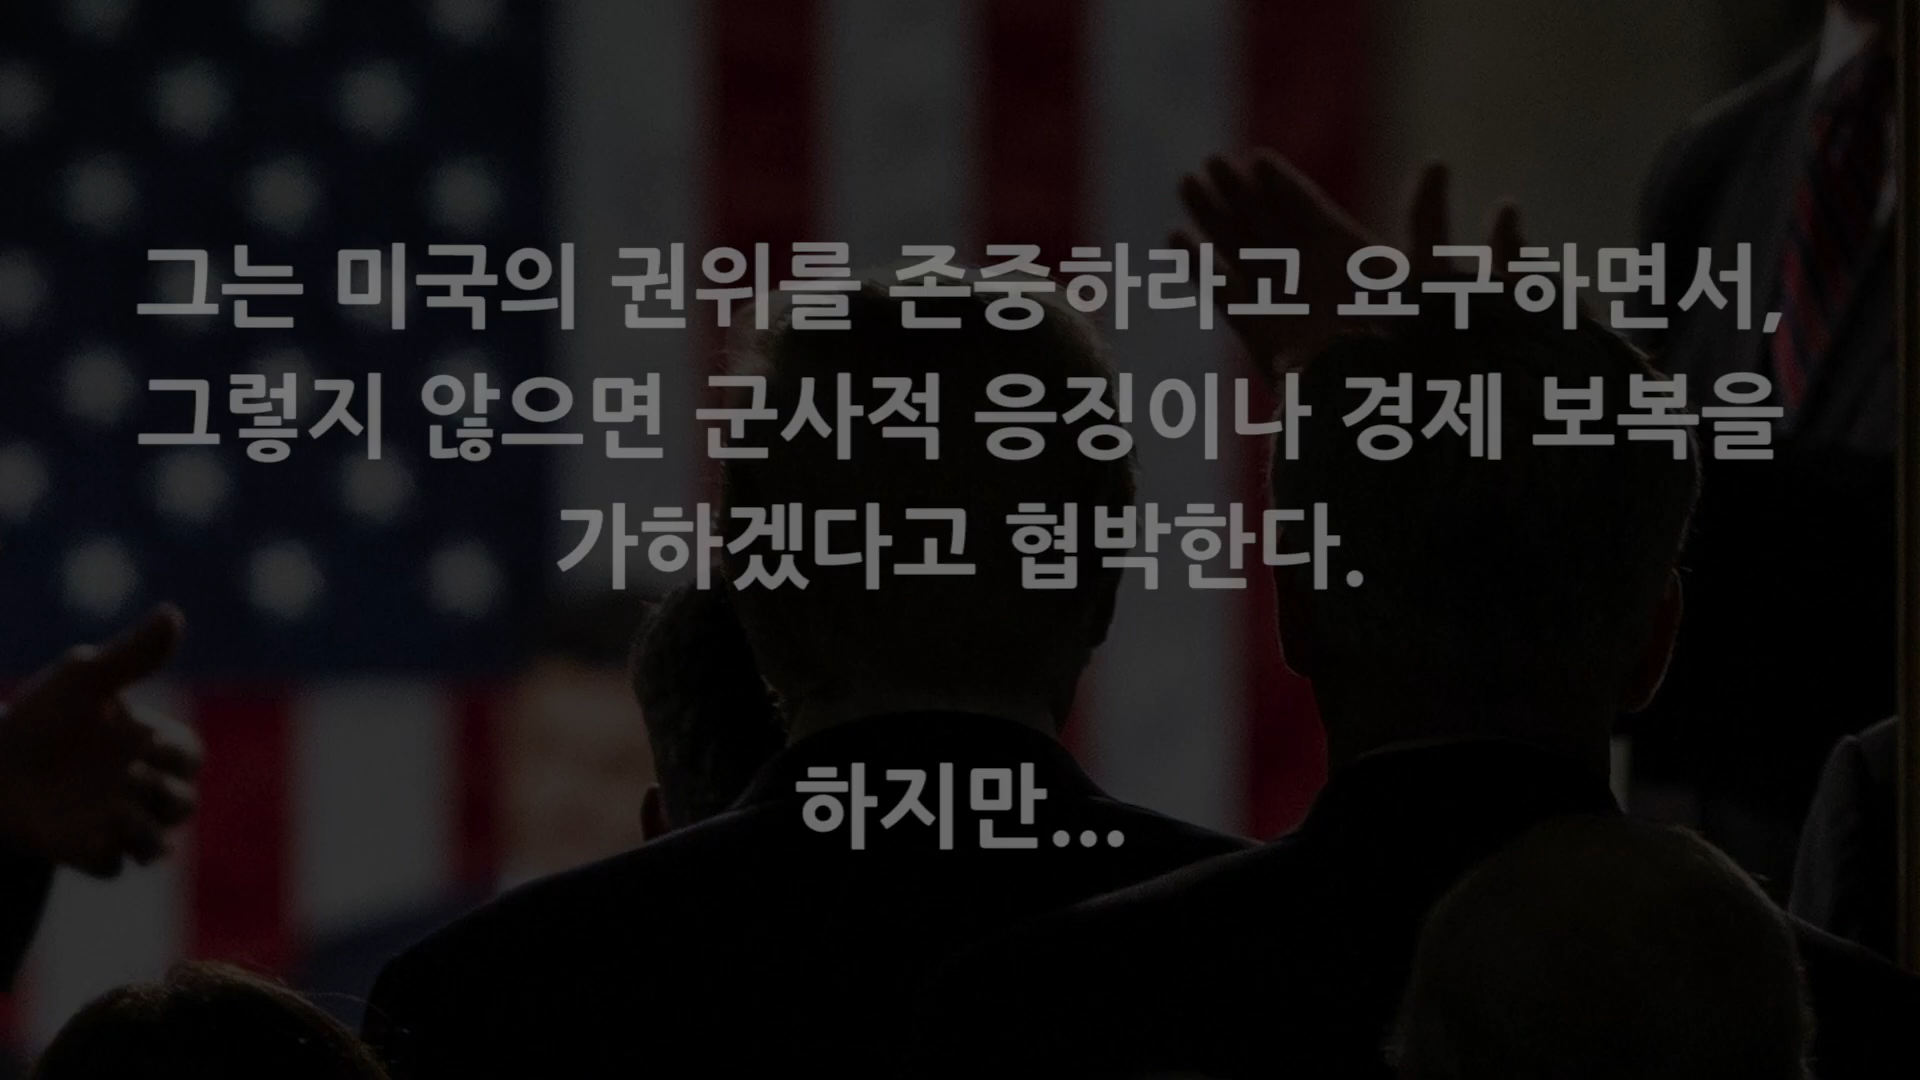 그는 미국의 권위를 존중하라고 요구하면서,
그렇지 않으면 군사적 응징이나 경제 보복을
가하겠다고 협박한다.
하지만...